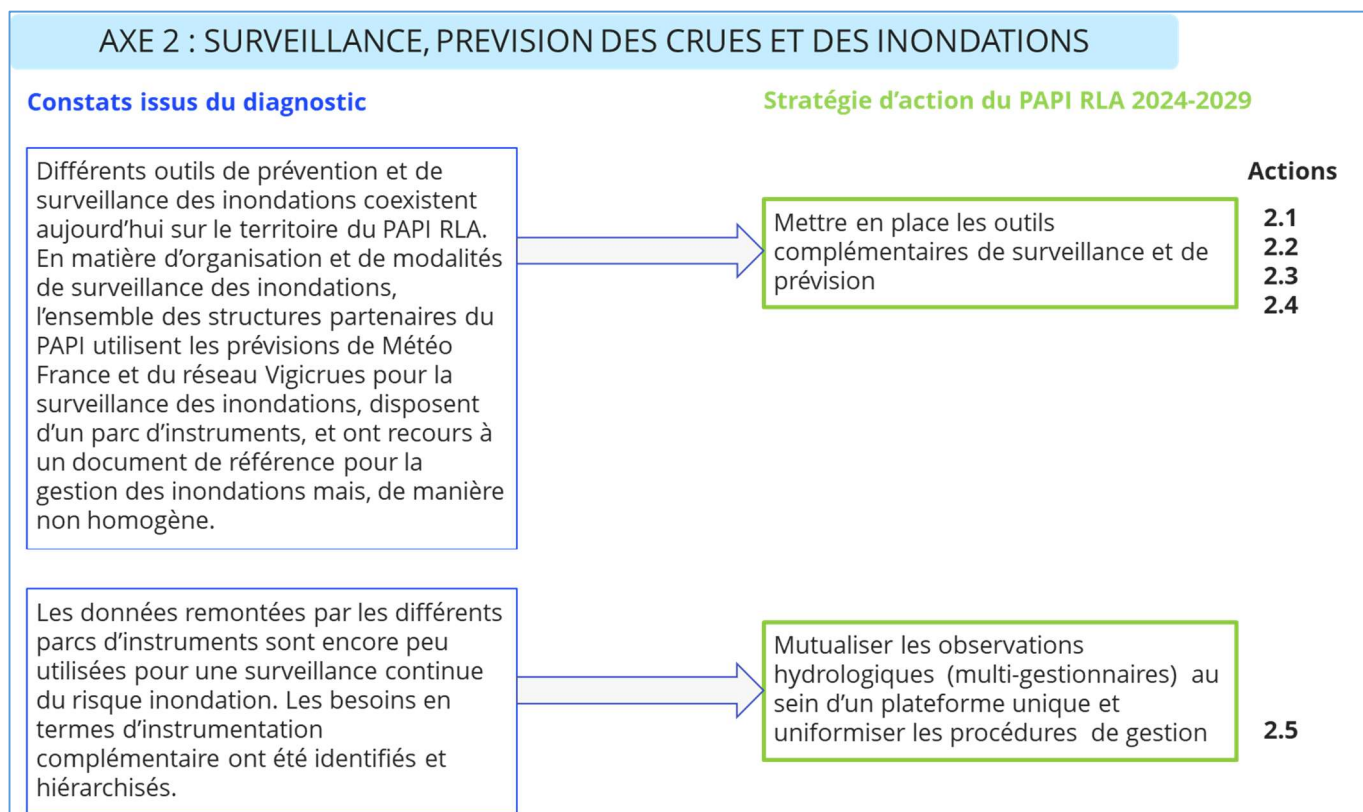 AXE 2 : SURVEILLANCE, PREVISION DES CRUES ET DES INONDATIONS
Constats issus du diagnostic
Stratégie d'action du PAPI RLA 2024-2029
Différents outils de prévention et de
surveillance des inondations coexistent
aujourd'hui sur le territoire du PAPI RLA.
En matière d'organisation et de modalités
de surveillance des inondations,
l'ensemble des structures partenaires du
PAPI utilisent les prévisions de Météo
France et du réseau Vigicrues pour la
surveillance des inondations, disposent
d'un parc d'instruments, et ont recours à
un document de référence pour la
gestion des inondations mais, de manière
non homogène.
Mettre en place les outils
complémentaires de surveillance et de
prévision
Actions
2.1
2.2
2.3
2.4
Les données remontées par les différents
parcs d'instruments sont encore peu
utilisées pour une surveillance continue
du risque inondation. Les besoins en
termes d'instrumentation
complémentaire ont été identifiés et
hiérarchisés.
Mutualiser les observations
hydrologiques (multi-gestionnaires) au
sein d'un plateforme unique et
uniformiser les procédures de gestion
2.5